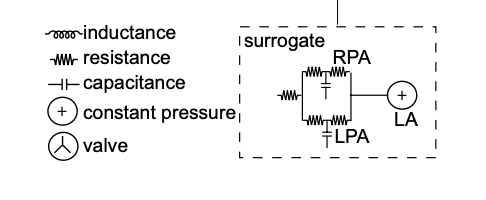 inductance
resistance
capacitance
constant pressure
valve
surrogate
RPA
LA
LPA